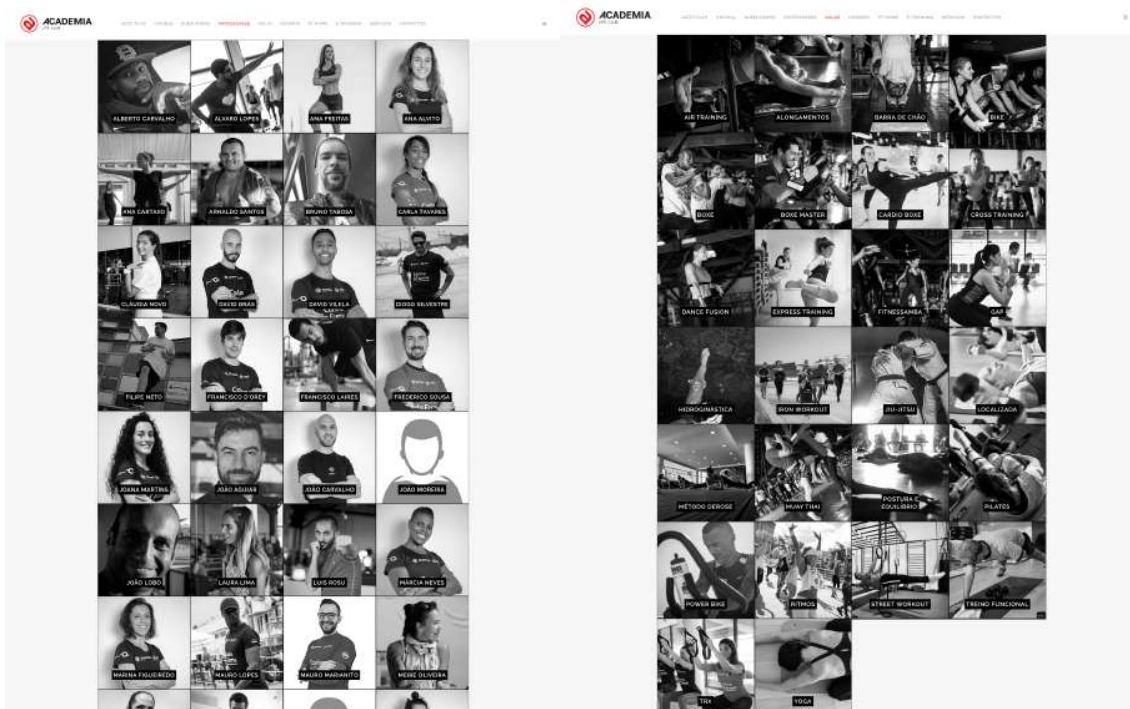 ACADEMIA
LIFE CLUB
ALBERTO CARVALHO
ÁLVARO LOPES
ANA FREITAS
ANA ALVITO
ANA CARTAXO
ARNALDO SANTOS
BRUNO TABOSA
CARLA TAVARES
CLÁUDIA NOVO
DAVID BRÁS
DAVID VILELA
DIOGO SILVESTRE
FILIPE NETO
FRANCISCO D'OREY
FRANCISCO LAIRES
FREDERICO SOUSA
JOANA MARTINS
JOÃO AGUIAR
JOÃO CARVALHO
JOÃO MOREIRA
JOÃO LOBO
LAURA LIMA
LUIS ROSU
MÁRCIA NEVES
MARINA FIGUEIREDO
MAURO LOPES
MAURO MARIANITO
MEIRE OLIVEIRA
ACADEMIA
LIFE CLUB
AIR TRAINING
ALONGAMENTOS
BARRA DE CHÃO
BIKE
BOXE
BOXE MASTER
CARDIO BOXE
CROSS TRAINING
DANCE FUSION
EXPRESS TRAINING
FITNESSAMBA
GAP
HIDROGINÁSTICA
IRON WORKOUT
JIU-JITSU
LOCALIZADA
MÉTODO DEROSE
MUAY THAI
POSTURA E
EQUILÍBRIO
PILATES
POWER BIKE
RITMOS
STREET WORKOUT
TREINO FUNCIONAL
TRX
YOGA